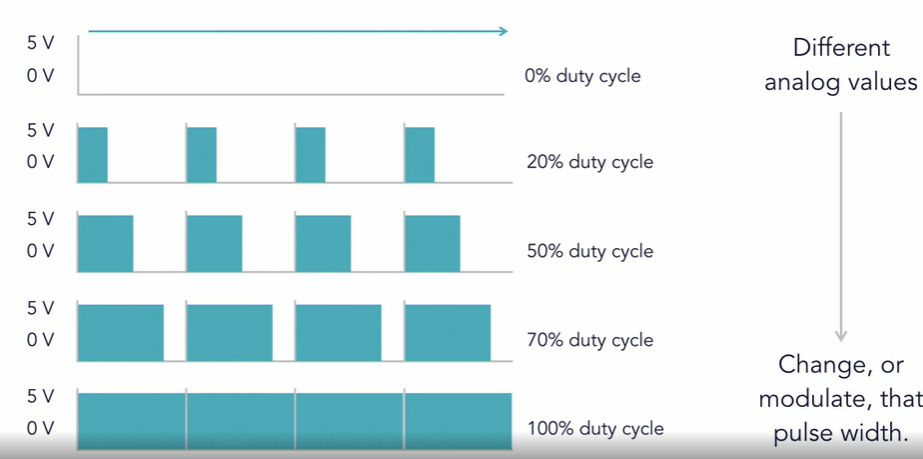 5 V
0 V
0% duty cycle
5 V
0 V
20% duty cycle
5 V
0 V
50% duty cycle
5 V
0 V
70% duty cycle
5 V
0 V
100% duty cycle
Different
analog values
Change, or
modulate, that
pulse width.